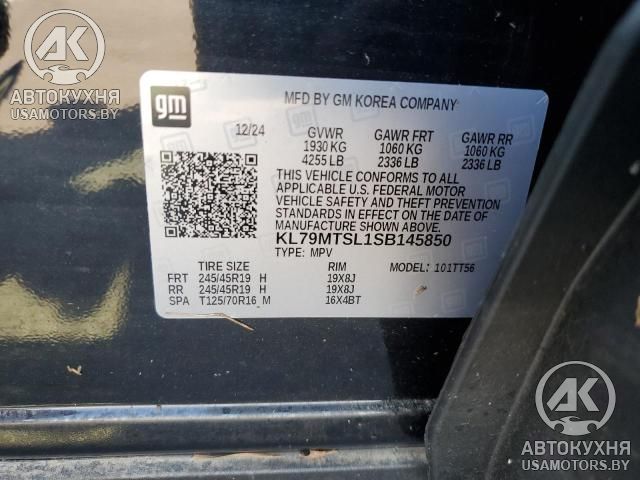 AK
АВТОКУХНЯ
USAMOTORS.BY
gm
MFD BY GM KOREA COMPANY
12/24 GVWR GAWR FRT GAWR RR
1930 KG 1060 KG 1060 KG
4255 LB 2336 LB 2336 LB
THIS VEHICLE CONFORMS TO ALL
APPLICABLE U.S. FEDERAL MOTOR
VEHICLE SAFETY AND THEFT PREVENTION
STANDARDS IN EFFECT ON THE DATE OF
MANUFACTURE SHOWN ABOVE.
KL79MTSL1SB145850
TYPE: MPV MODEL: 101TT56
TIRE SIZE RIM
FRT 245/45R19 H 19X8J
RR 245/45R19 H 19X8J
SPA T125/70R16 M 16X4BT
AK
АВТОКУХНЯ
USAMOTORS.BY